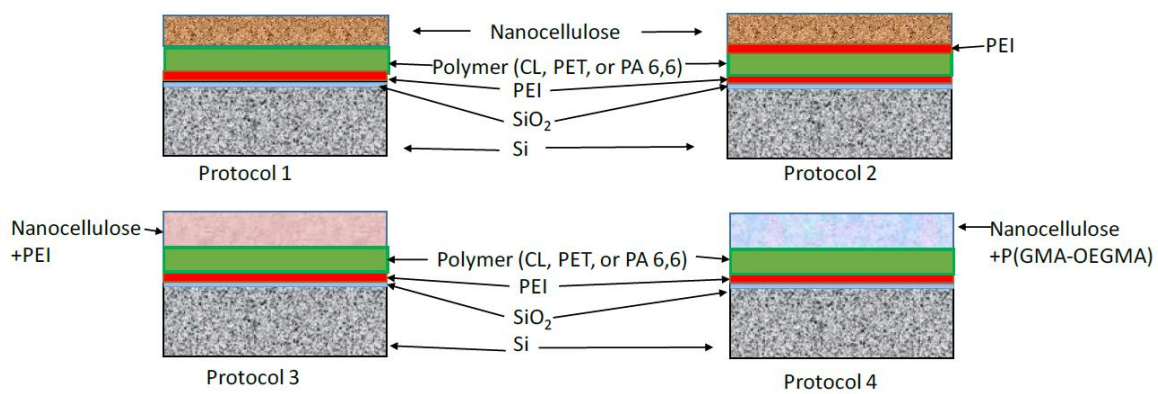 Nanocellulose
PEI
Polymer (CL, PET, or PA 6,6)
PEI
SiO₂
Si
Protocol 1
Protocol 2
Nanocellulose
+PEI
Nanocellulose
+P(GMA-OEGMA)
Polymer (CL, PET, or PA 6,6)
PEI
SiO₂
Si
Protocol 3
Protocol 4